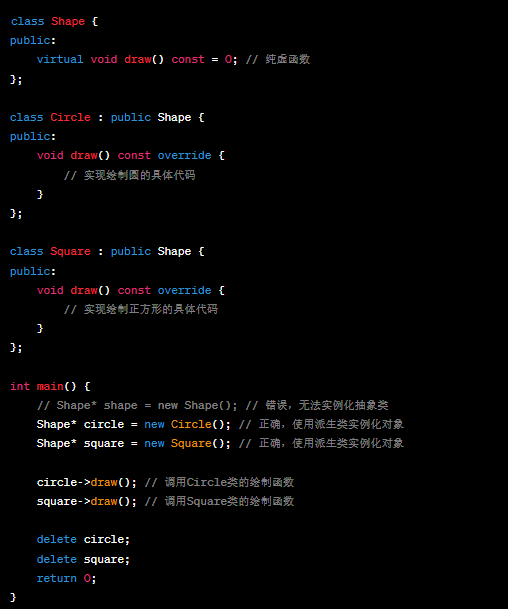 class Shape {
public:
    virtual void draw() const = 0; // 纯虚函数
};

class Circle : public Shape {
public:
    void draw() const override {
        // 实现绘制圆的具体代码
    }
};

class Square : public Shape {
public:
    void draw() const override {
        // 实现绘制正方形的具体代码
    }
};

int main() {
    // Shape* shape = new Shape(); // 错误，无法实例化抽象类
    Shape* circle = new Circle(); // 正确，使用派生类实例化对象
    Shape* square = new Square(); // 正确，使用派生类实例化对象

    circle->draw(); // 调用Circle类的绘制函数
    square->draw(); // 调用Square类的绘制函数

    delete circle;
    delete square;
    return 0;
}